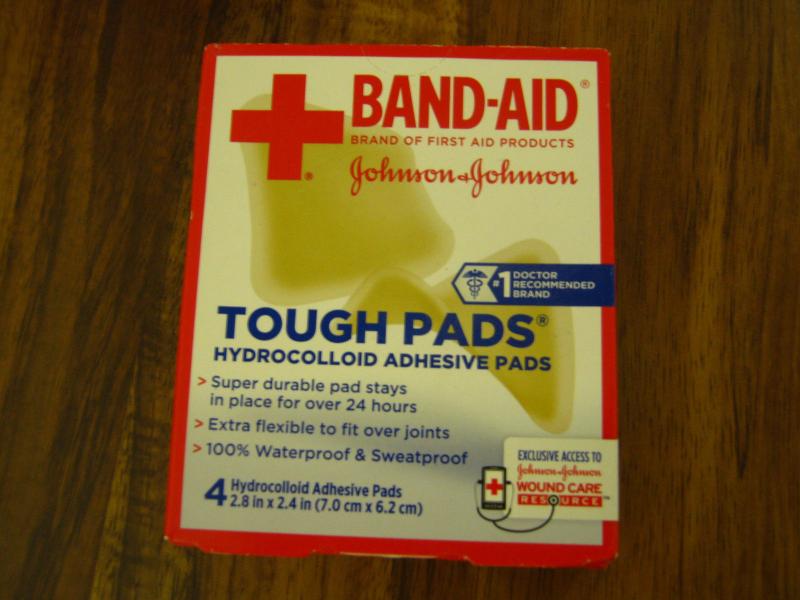 BAND-AID®
BRAND OF FIRST AID PRODUCTS
®
Johnson & Johnson
#1 DOCTOR
RECOMMENDED
BRAND
TOUGH PADS®
HYDROCOLLOID ADHESIVE PADS
> Super durable pad stays
in place for over 24 hours
> Extra flexible to fit over joints
> 100% Waterproof & Sweatproof
4 Hydrocolloid Adhesive Pads
2.8 in x 2.4 in (7.0 cm x 6.2 cm)
EXCLUSIVE ACCESS TO
Johnson & Johnson
WOUND CARE
RESOURCE™